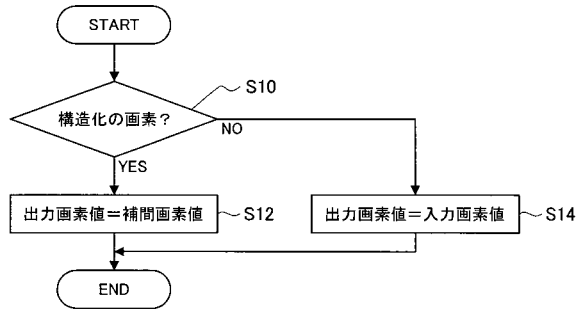 START
構造化の画素？
S10
NO
YES
出力画素値＝補間画素値
S12
出力画素値＝入力画素値
S14
END